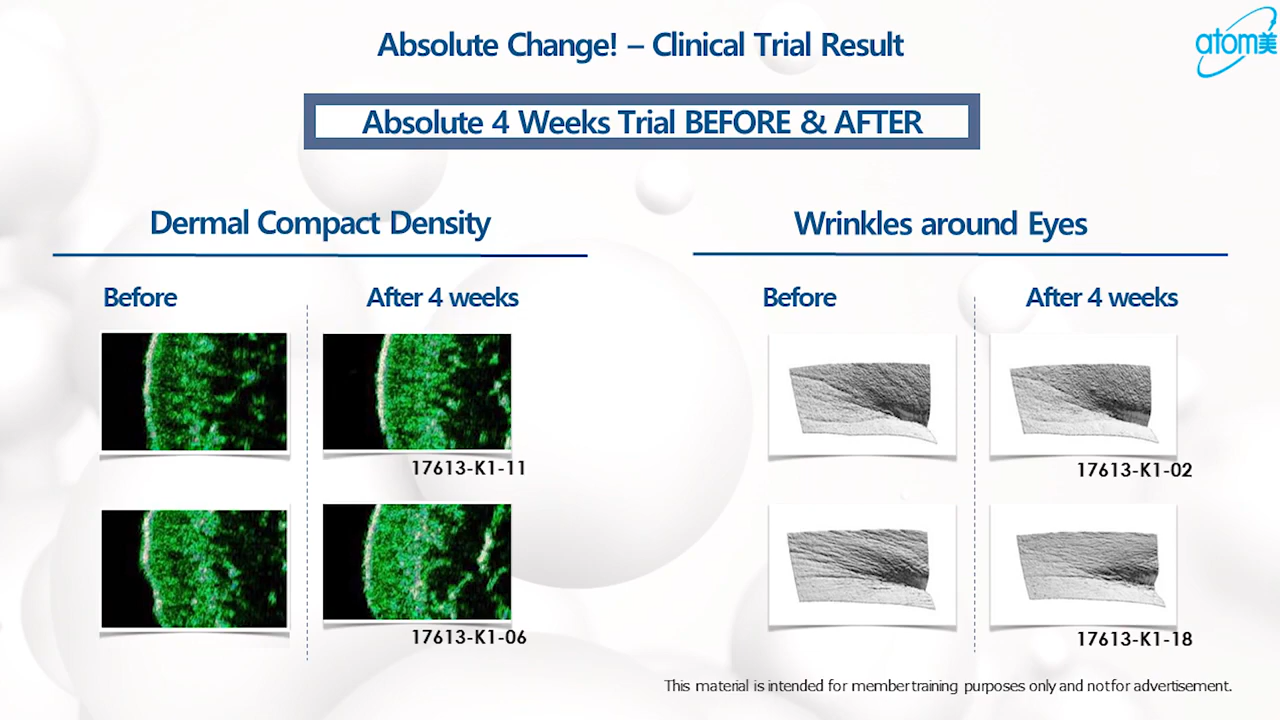 Absolute Change! – Clinical Trial Result
atom美
Absolute 4 Weeks Trial BEFORE & AFTER
Dermal Compact Density
Before
After 4 weeks
17613-K1-11
17613-K1-06
Wrinkles around Eyes
Before
After 4 weeks
17613-K1-02
17613-K1-18
This material is intended for member training purposes only and not for advertisement.